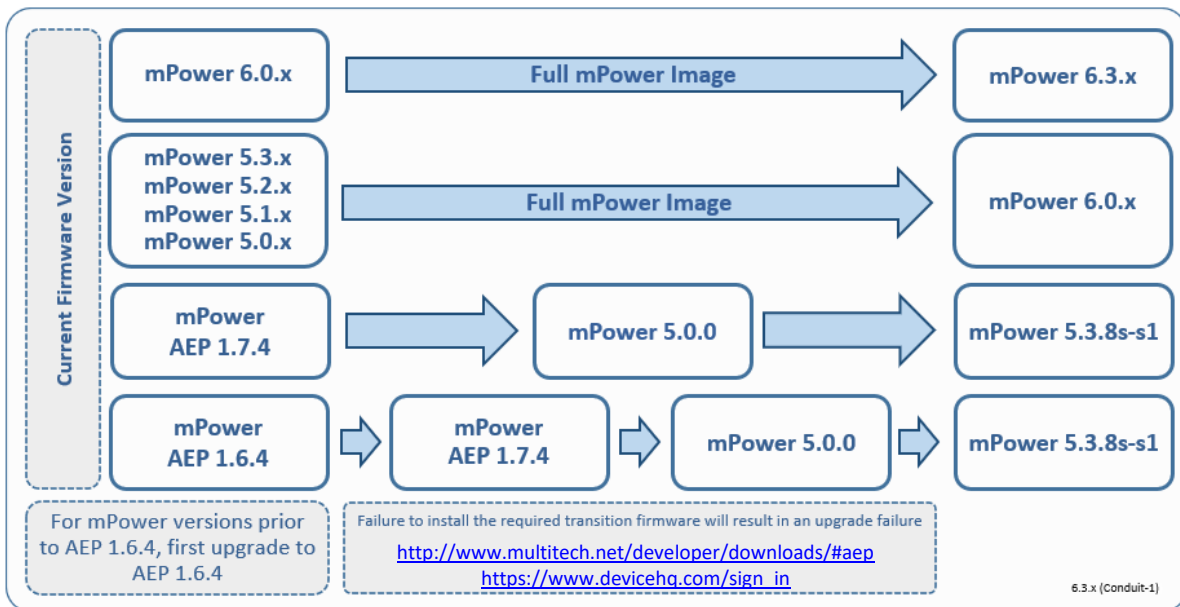 Current Firmware Version
mPower 6.0.x
Full mPower Image
mPower 6.3.x
mPower 5.3.x
mPower 5.2.x
mPower 5.1.x
mPower 5.0.x
Full mPower Image
mPower 6.0.x
mPower
AEP 1.7.4
mPower 5.0.0
mPower 5.3.8s-s1
mPower
AEP 1.6.4
mPower
AEP 1.7.4
mPower 5.0.0
mPower 5.3.8s-s1
For mPower versions prior
to AEP 1.6.4, first upgrade to
AEP 1.6.4
Failure to install the required transition firmware will result in an upgrade failure
http://www.multitech.net/developer/downloads/#aep
https://www.devicehq.com/sign_in
6.3.x (Conduit-1)